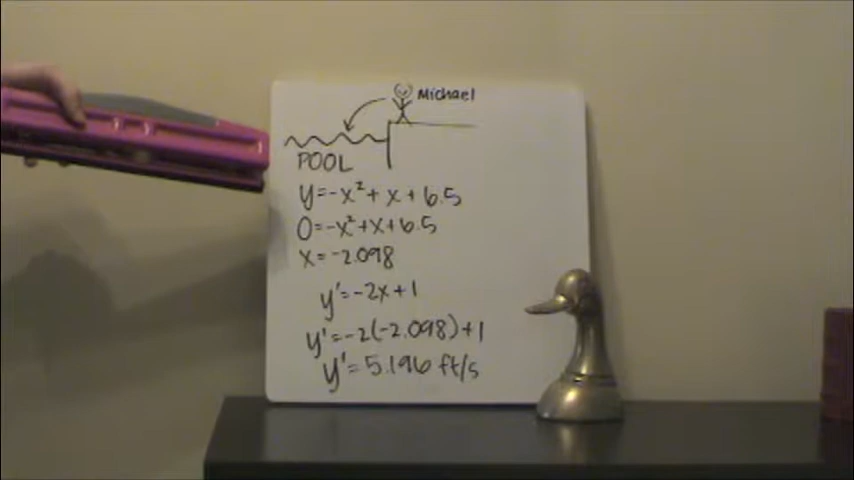 Michael
POOL
y=-x²+x+6.5
0=-x²+x+6.5
x=-2.098
y'=-2x+1
y'=-2(-2.098)+1
y'=5.196 ft/s